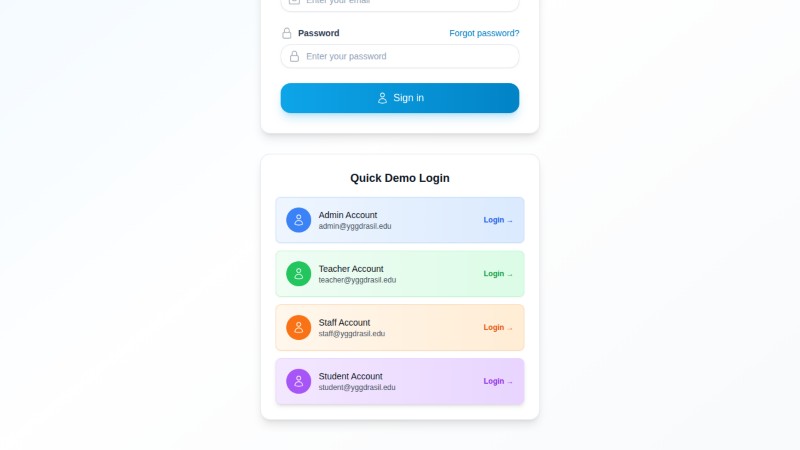 Enter your email
Password
Forgot password?
Enter your password
Sign in
Quick Demo Login
Admin Account
admin@yggdrasil.edu
Login →
Teacher Account
teacher@yggdrasil.edu
Login →
Staff Account
staff@yggdrasil.edu
Login →
Student Account
student@yggdrasil.edu
Login →